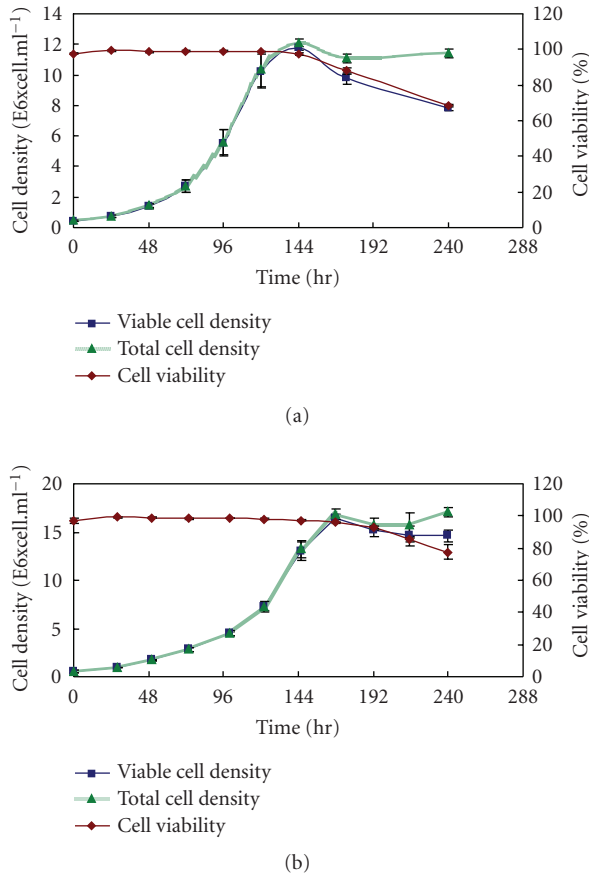 14
12
10
8
6
4
2
0
Cell density (E6xcell.ml−1)
120
100
80
60
40
20
0
Cell viability (%)
0 48 96 144 192 240 288
Time (hr)
Viable cell density
Total cell density
Cell viability
(a)
20
15
10
5
0
Cell density (E6xcell.ml−1)
120
100
80
60
40
20
0
Cell viability (%)
0 48 96 144 192 240 288
Time (hr)
Viable cell density
Total cell density
Cell viability
(b)